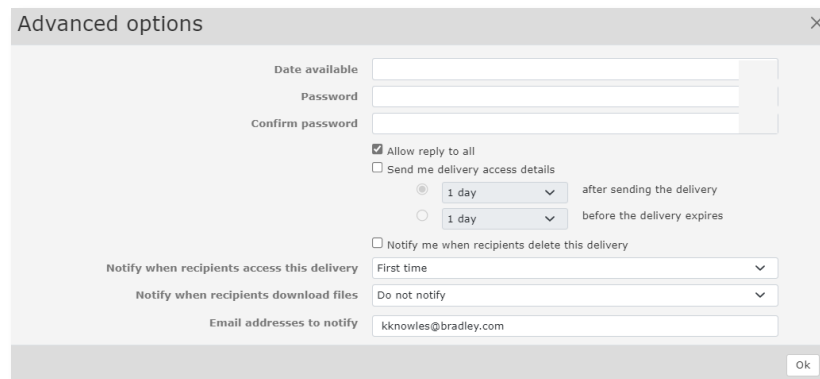 Advanced options
Date available
Password
Confirm password
Allow reply to all
Send me delivery access details
1 day after sending the delivery
1 day before the delivery expires
Notify me when recipients delete this delivery
Notify when recipients access this delivery First time
Notify when recipients download files Do not notify
Email addresses to notify kknowles@bradley.com
Ok